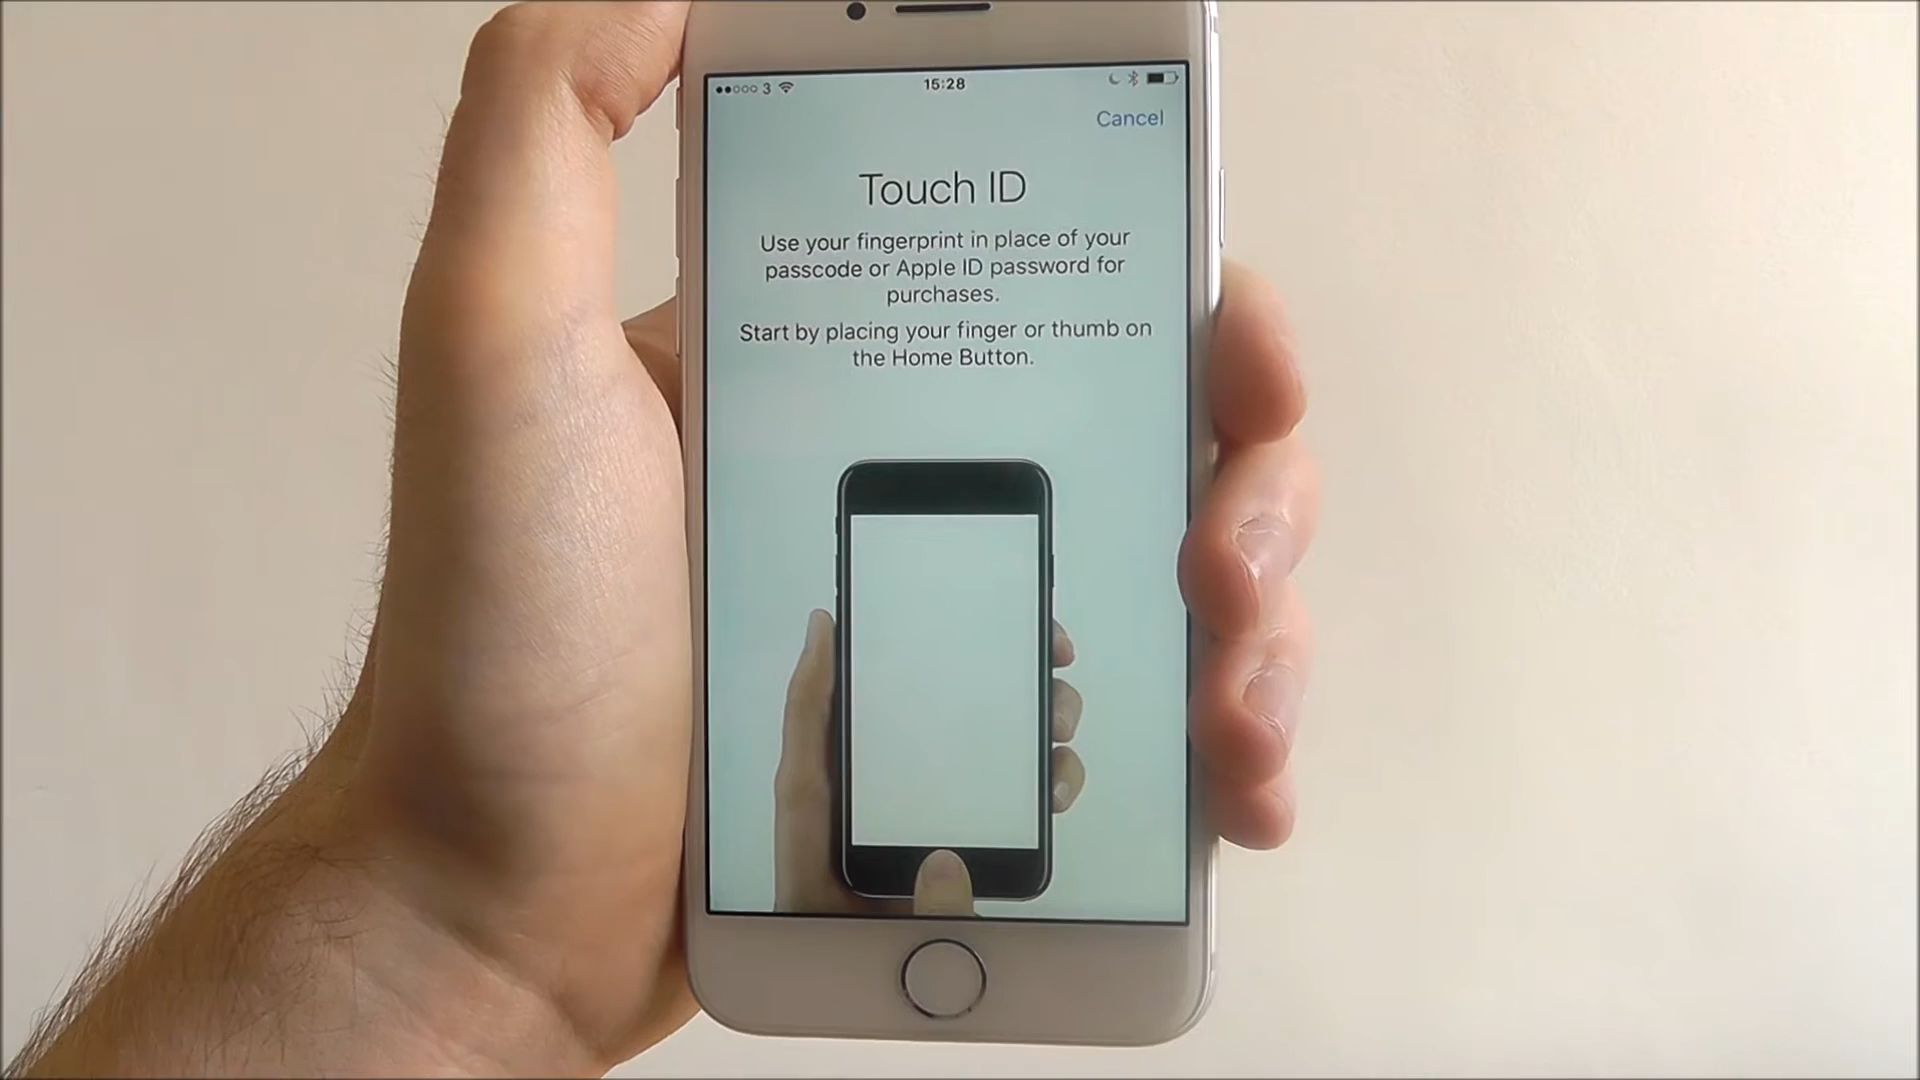 3 15:28
Cancel
Touch ID
Use your fingerprint in place of your
passcode or Apple ID password for
purchases.
Start by placing your finger or thumb on
the Home Button.